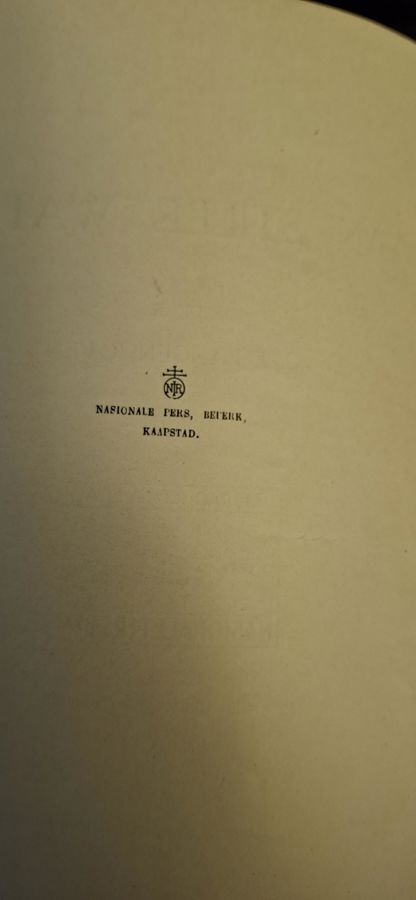 NASIONALE PERS, BEPERK,
KAAPSTAD.